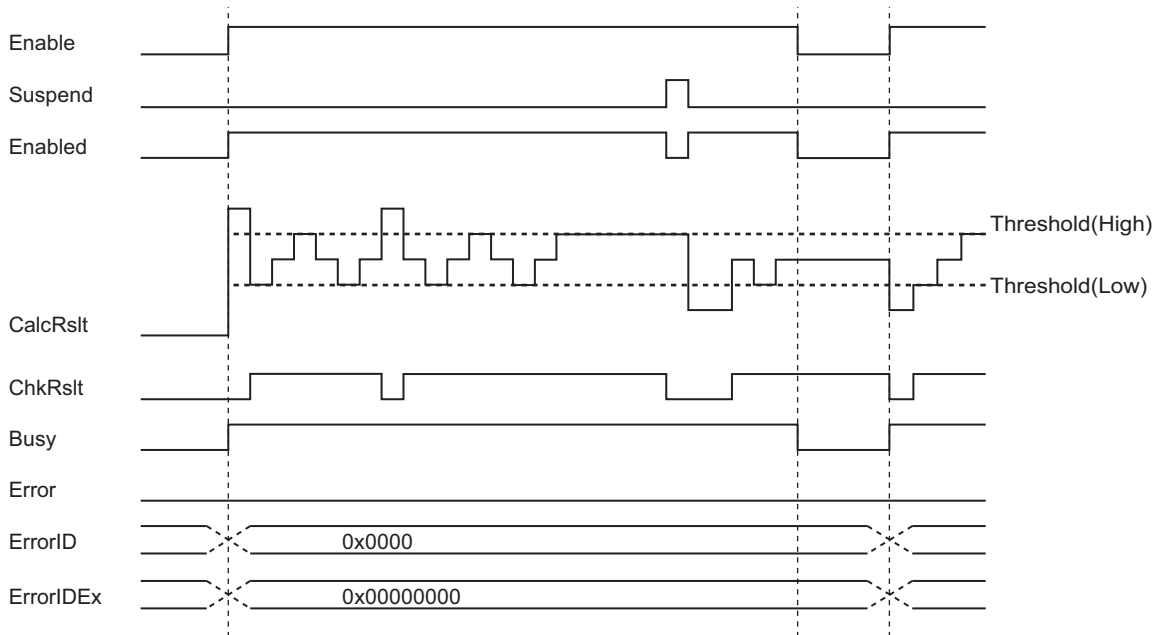 Enable
Suspend
Enabled
Threshold(High)
Threshold(Low)
CalcRslt
ChkRslt
Busy
Error
ErrorID 0x0000
ErrorIDEx 0x00000000